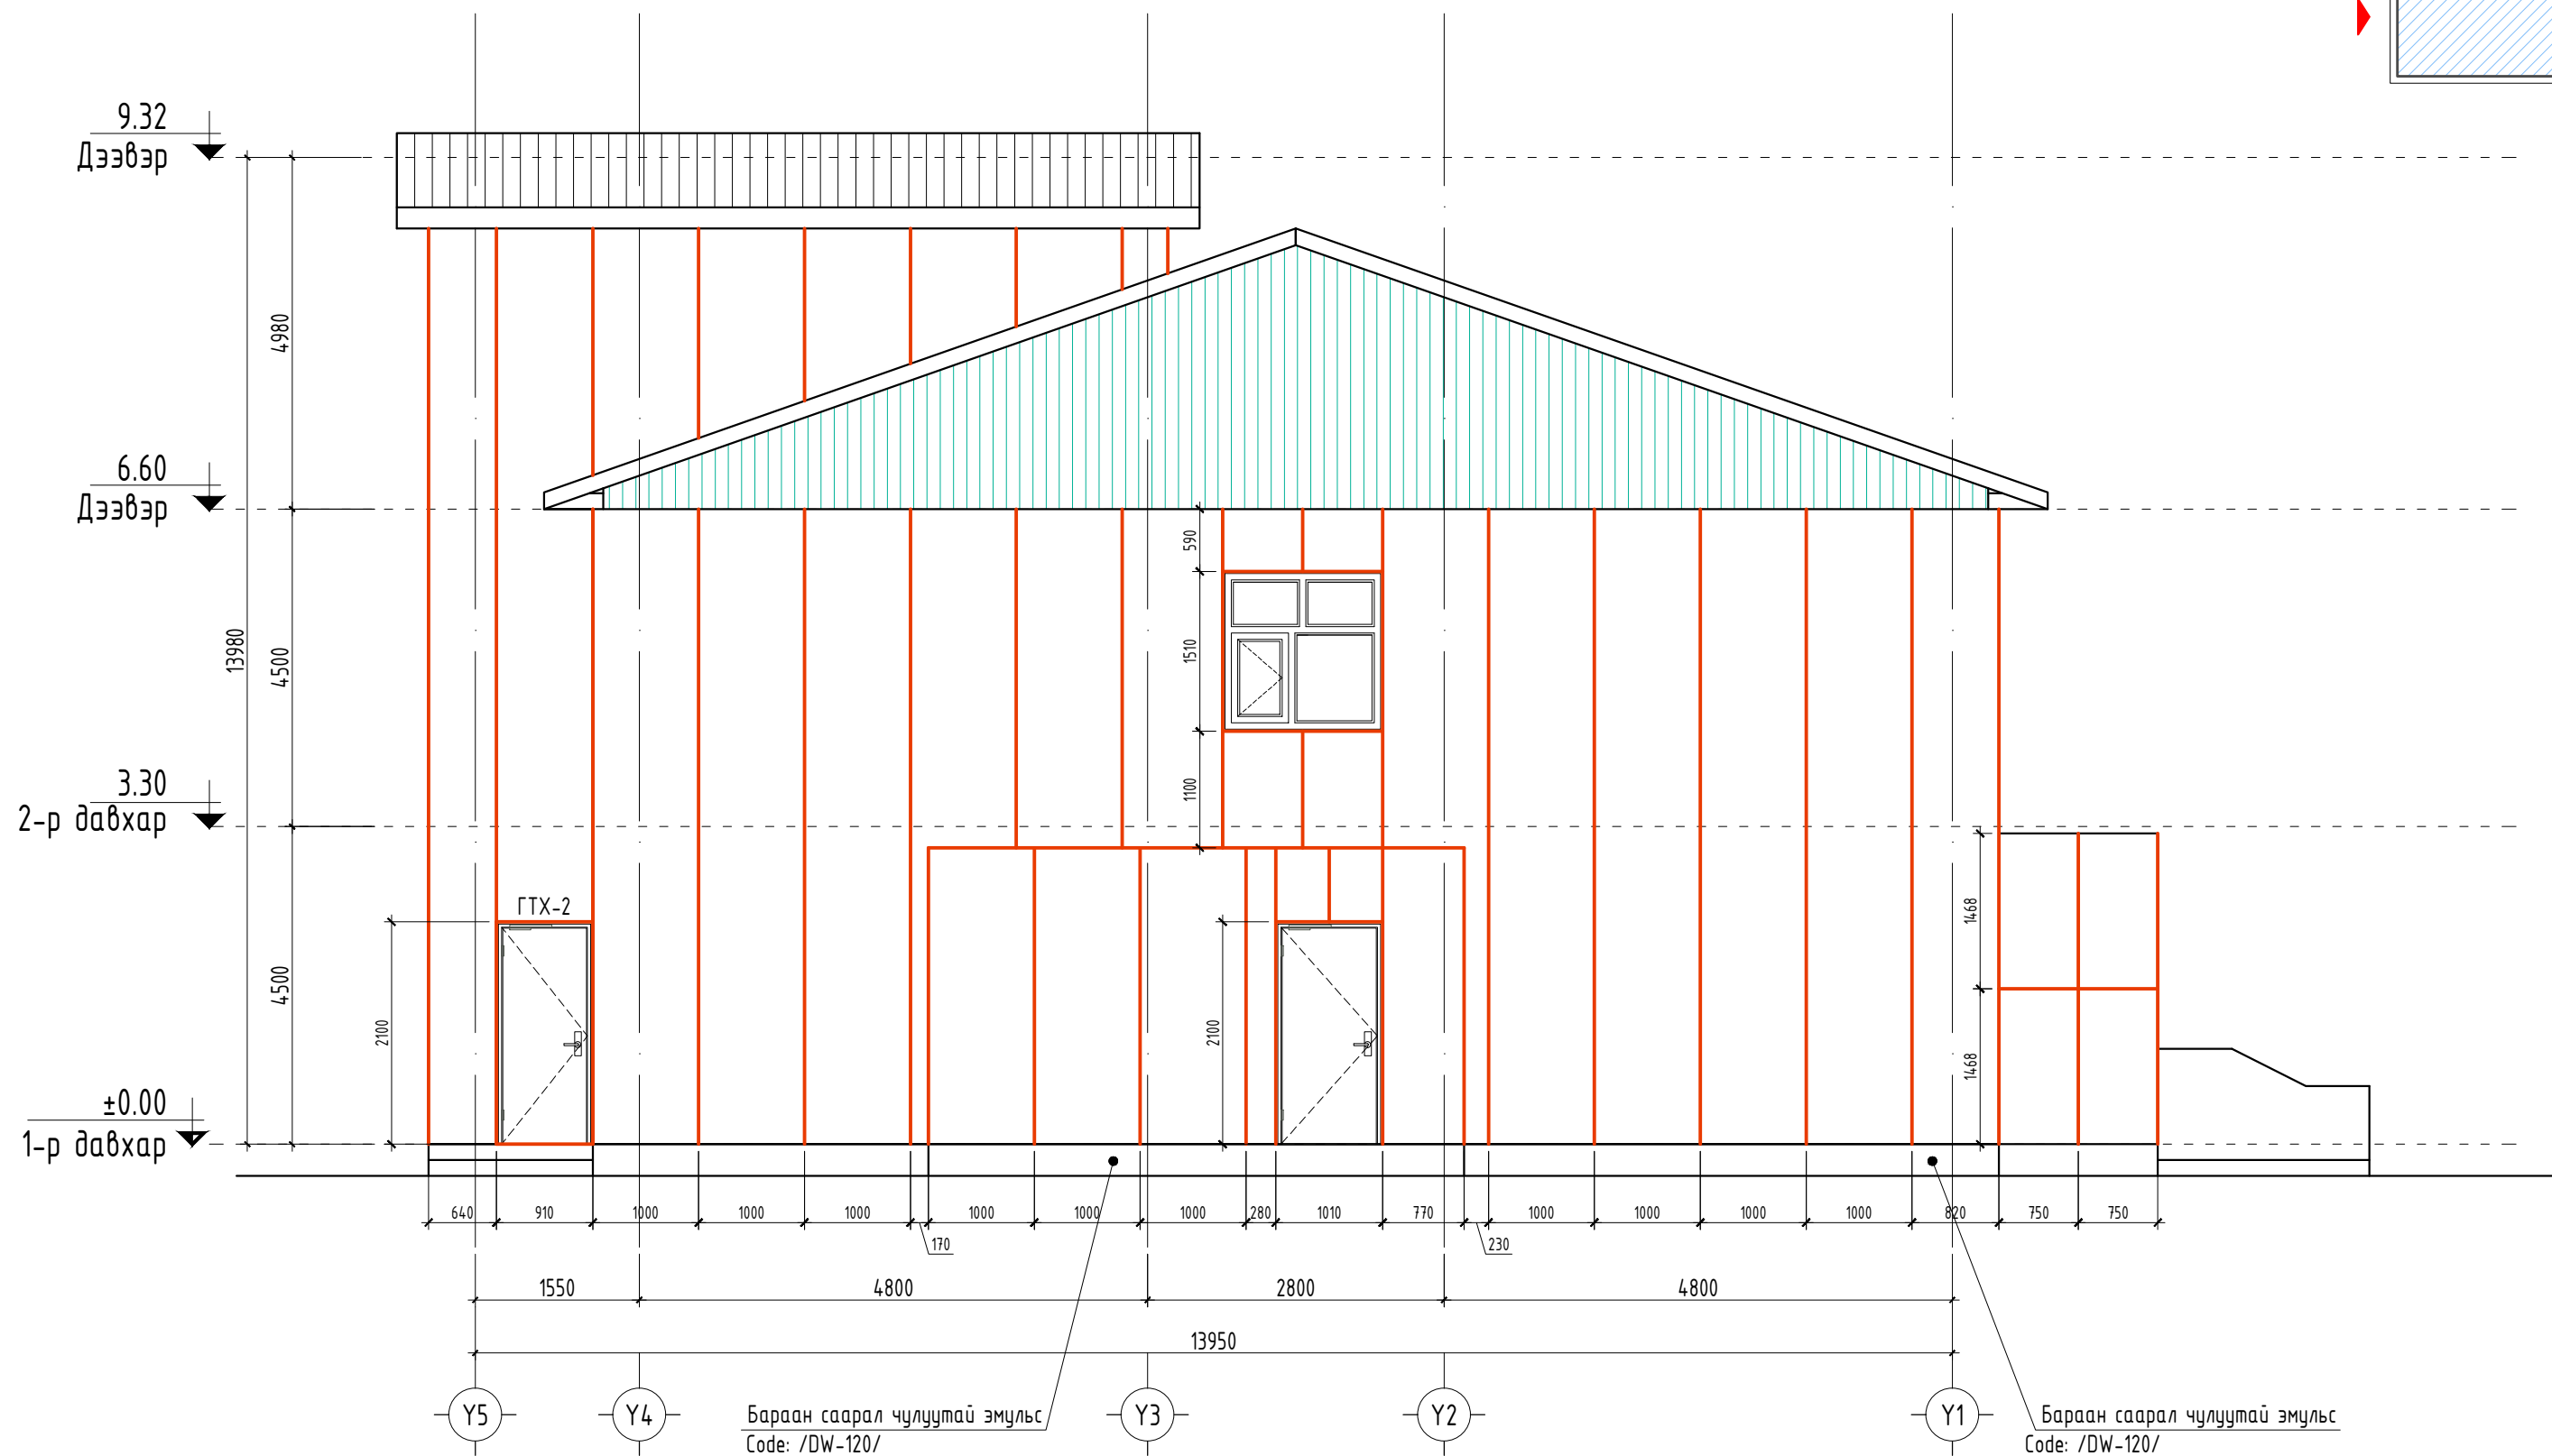 9.32
Дээвэр
4980
6.60
Дээвэр
590
13980
4500
1510
3.30
2-р давхар
1100
ГТХ-2
1468
4500
2100
2100
1468
±0.00
1-р давхар
640 910 1000 1000 1000 1000 1000 1000 280 1010 770 1000 1000 1000 1000 820 750 750
170 230
1550 4800 2800 4800
13950
Y5 Y4 Y3 Y2 Y1
Бараан саарал чулуутай эмульс
Code: /DW-120/
Бараан саарал чулуутай эмульс
Code: /DW-120/